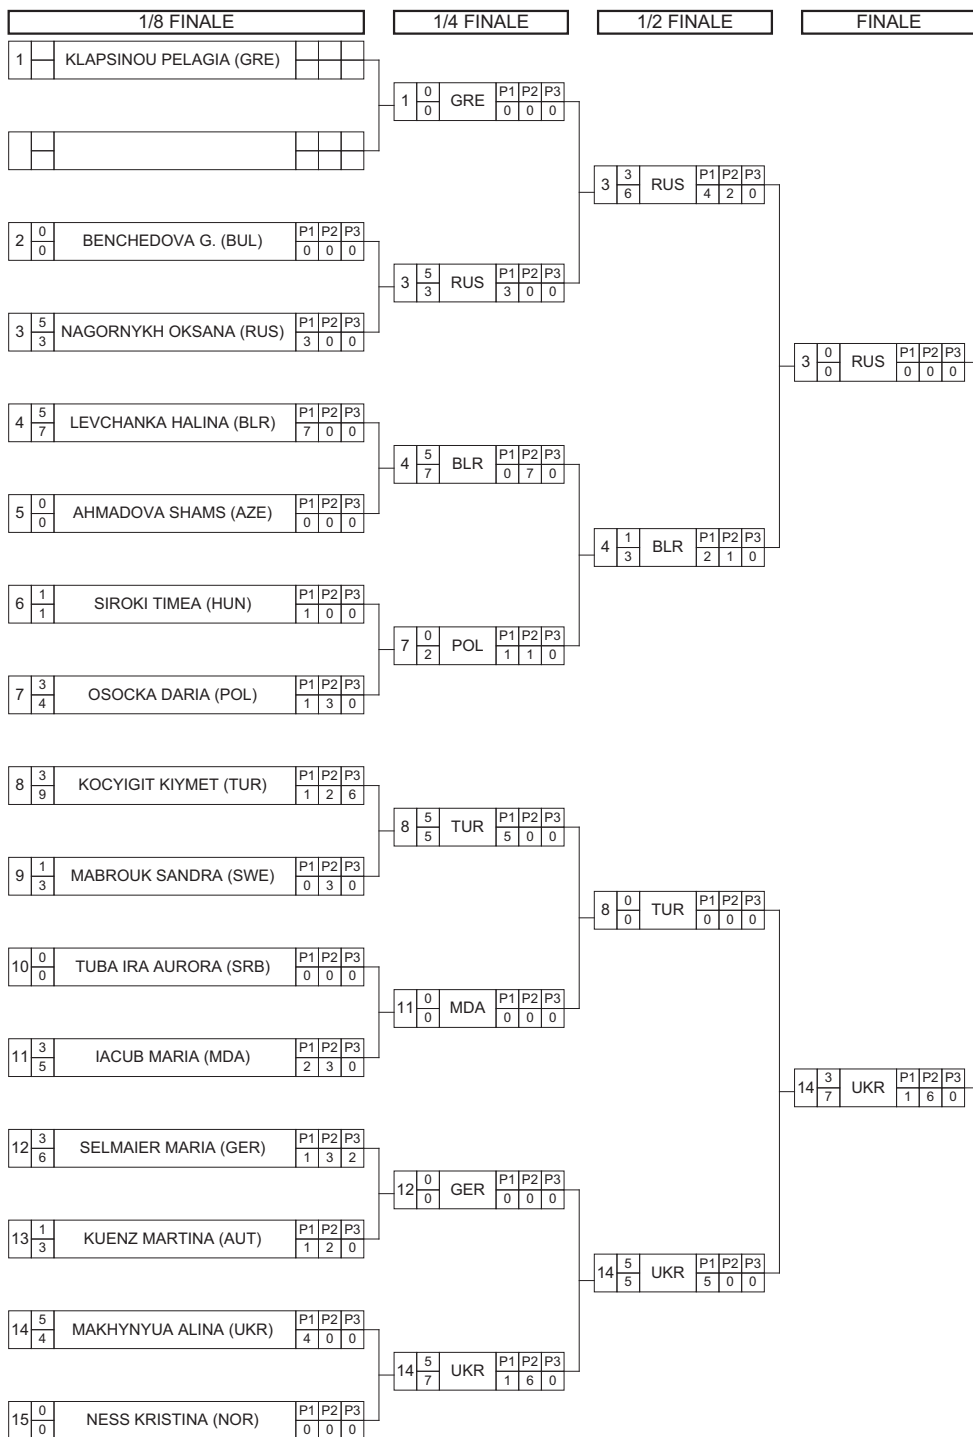 1/8 FINALE 1/4 FINALE 1/2 FINALE FINALE
1 KLAPSINOU PELAGIA (GRE)
1 0 0 GRE P1 P2 P3
0 0 0
3 3 6 RUS P1 P2 P3
4 2 0
2 0 0 BENCHEDOVA G. (BUL) P1 P2 P3
0 0 0
3 5 3 RUS P1 P2 P3
3 0 0
3 5 3 NAGORNYKH OKSANA (RUS) P1 P2 P3
3 0 0
3 0 0 RUS P1 P2 P3
0 0 0
4 5 7 LEVCHANKA HALINA (BLR) P1 P2 P3
7 0 0
4 5 7 BLR P1 P2 P3
0 7 0
5 0 0 AHMADOVA SHAMS (AZE) P1 P2 P3
0 0 0
4 1 3 BLR P1 P2 P3
2 1 0
6 1 1 SIROKI TIMEA (HUN) P1 P2 P3
1 0 0
7 0 2 POL P1 P2 P3
1 1 0
7 3 4 OSOCKA DARIA (POL) P1 P2 P3
1 3 0
8 3 9 KOCYIGIT KIYMET (TUR) P1 P2 P3
1 2 6
8 5 5 TUR P1 P2 P3
5 0 0
9 1 3 MABROUK SANDRA (SWE) P1 P2 P3
0 3 0
8 0 0 TUR P1 P2 P3
0 0 0
10 0 0 TUBA IRA AURORA (SRB) P1 P2 P3
0 0 0
11 0 0 MDA P1 P2 P3
0 0 0
11 3 5 IACUB MARIA (MDA) P1 P2 P3
2 3 0
14 3 7 UKR P1 P2 P3
1 6 0
12 3 6 SELMAIER MARIA (GER) P1 P2 P3
1 3 2
12 0 0 GER P1 P2 P3
0 0 0
13 1 3 KUENZ MARTINA (AUT) P1 P2 P3
1 2 0
14 5 5 UKR P1 P2 P3
5 0 0
14 5 4 MAKHYNYUA ALINA (UKR) P1 P2 P3
4 0 0
14 5 7 UKR P1 P2 P3
1 6 0
15 0 0 NESS KRISTINA (NOR) P1 P2 P3
0 0 0